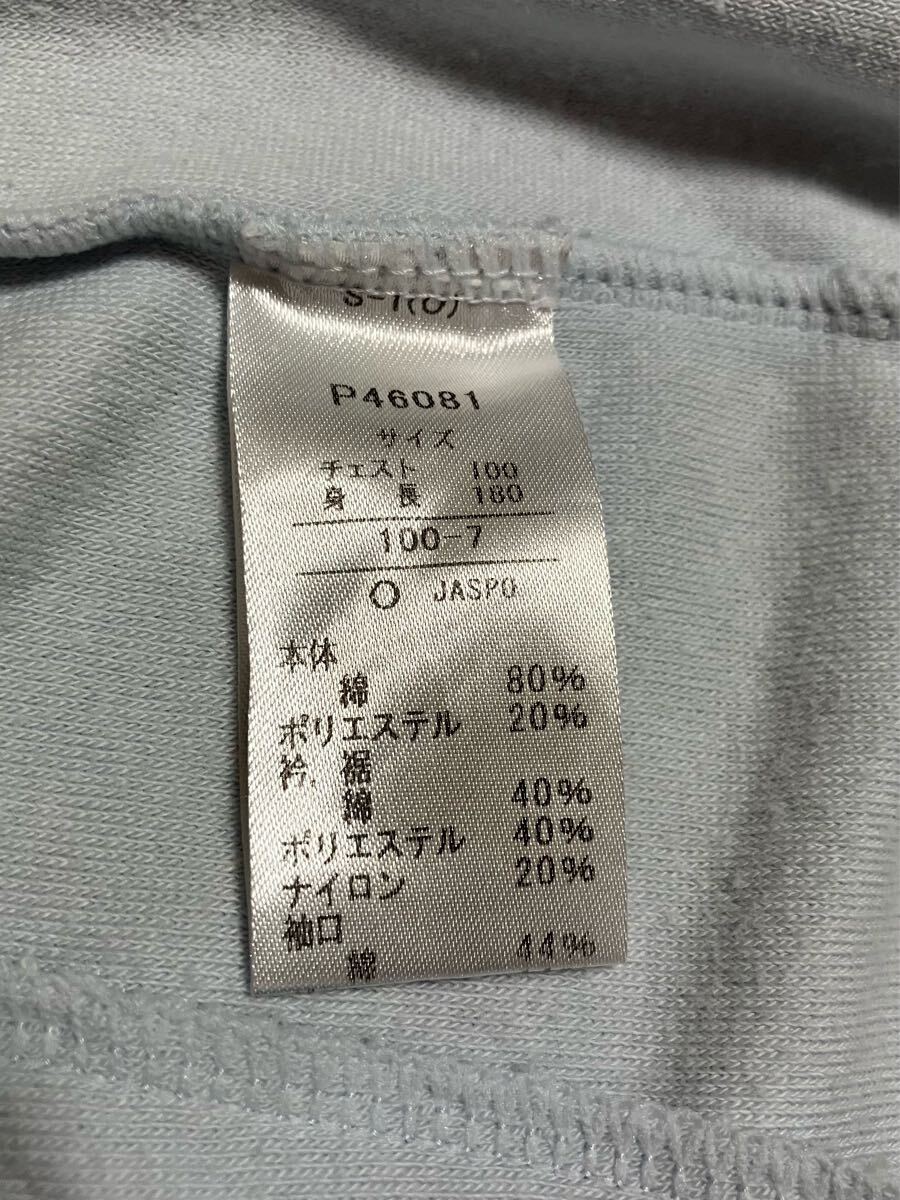 S-1(O)
P46081
サイズ
チェスト 100
身 長 180
100-7
O JASPO
本体
綿 80%
ポリエステル 20%
衿、裾
綿 40%
ポリエステル 40%
ナイロン 20%
袖口
綿 44%